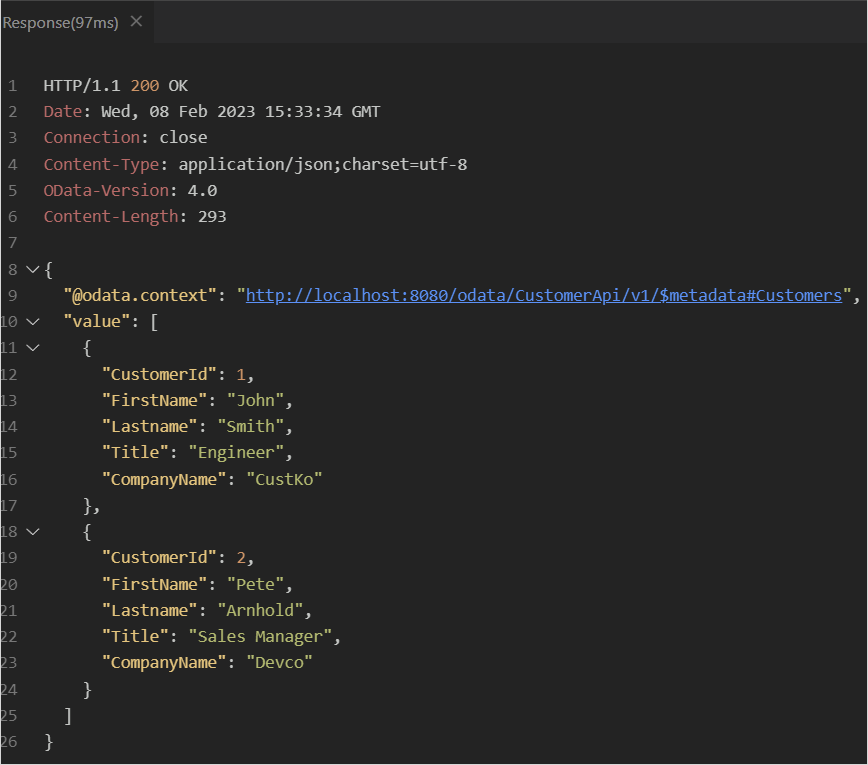 Response(97ms) ×
1 HTTP/1.1 200 OK
2 Date: Wed, 08 Feb 2023 15:33:34 GMT
3 Connection: close
4 Content-Type: application/json;charset=utf-8
5 OData-Version: 4.0
6 Content-Length: 293
7
8 {
9 "@odata.context": "http://localhost:8080/odata/CustomerApi/v1/$metadata#Customers",
10 "value": [
11 {
12 "CustomerId": 1,
13 "FirstName": "John",
14 "Lastname": "Smith",
15 "Title": "Engineer",
16 "CompanyName": "CustKo"
17 },
18 {
19 "CustomerId": 2,
20 "FirstName": "Pete",
21 "Lastname": "Arnhold",
22 "Title": "Sales Manager",
23 "CompanyName": "Devco"
24 }
25 ]
26 }